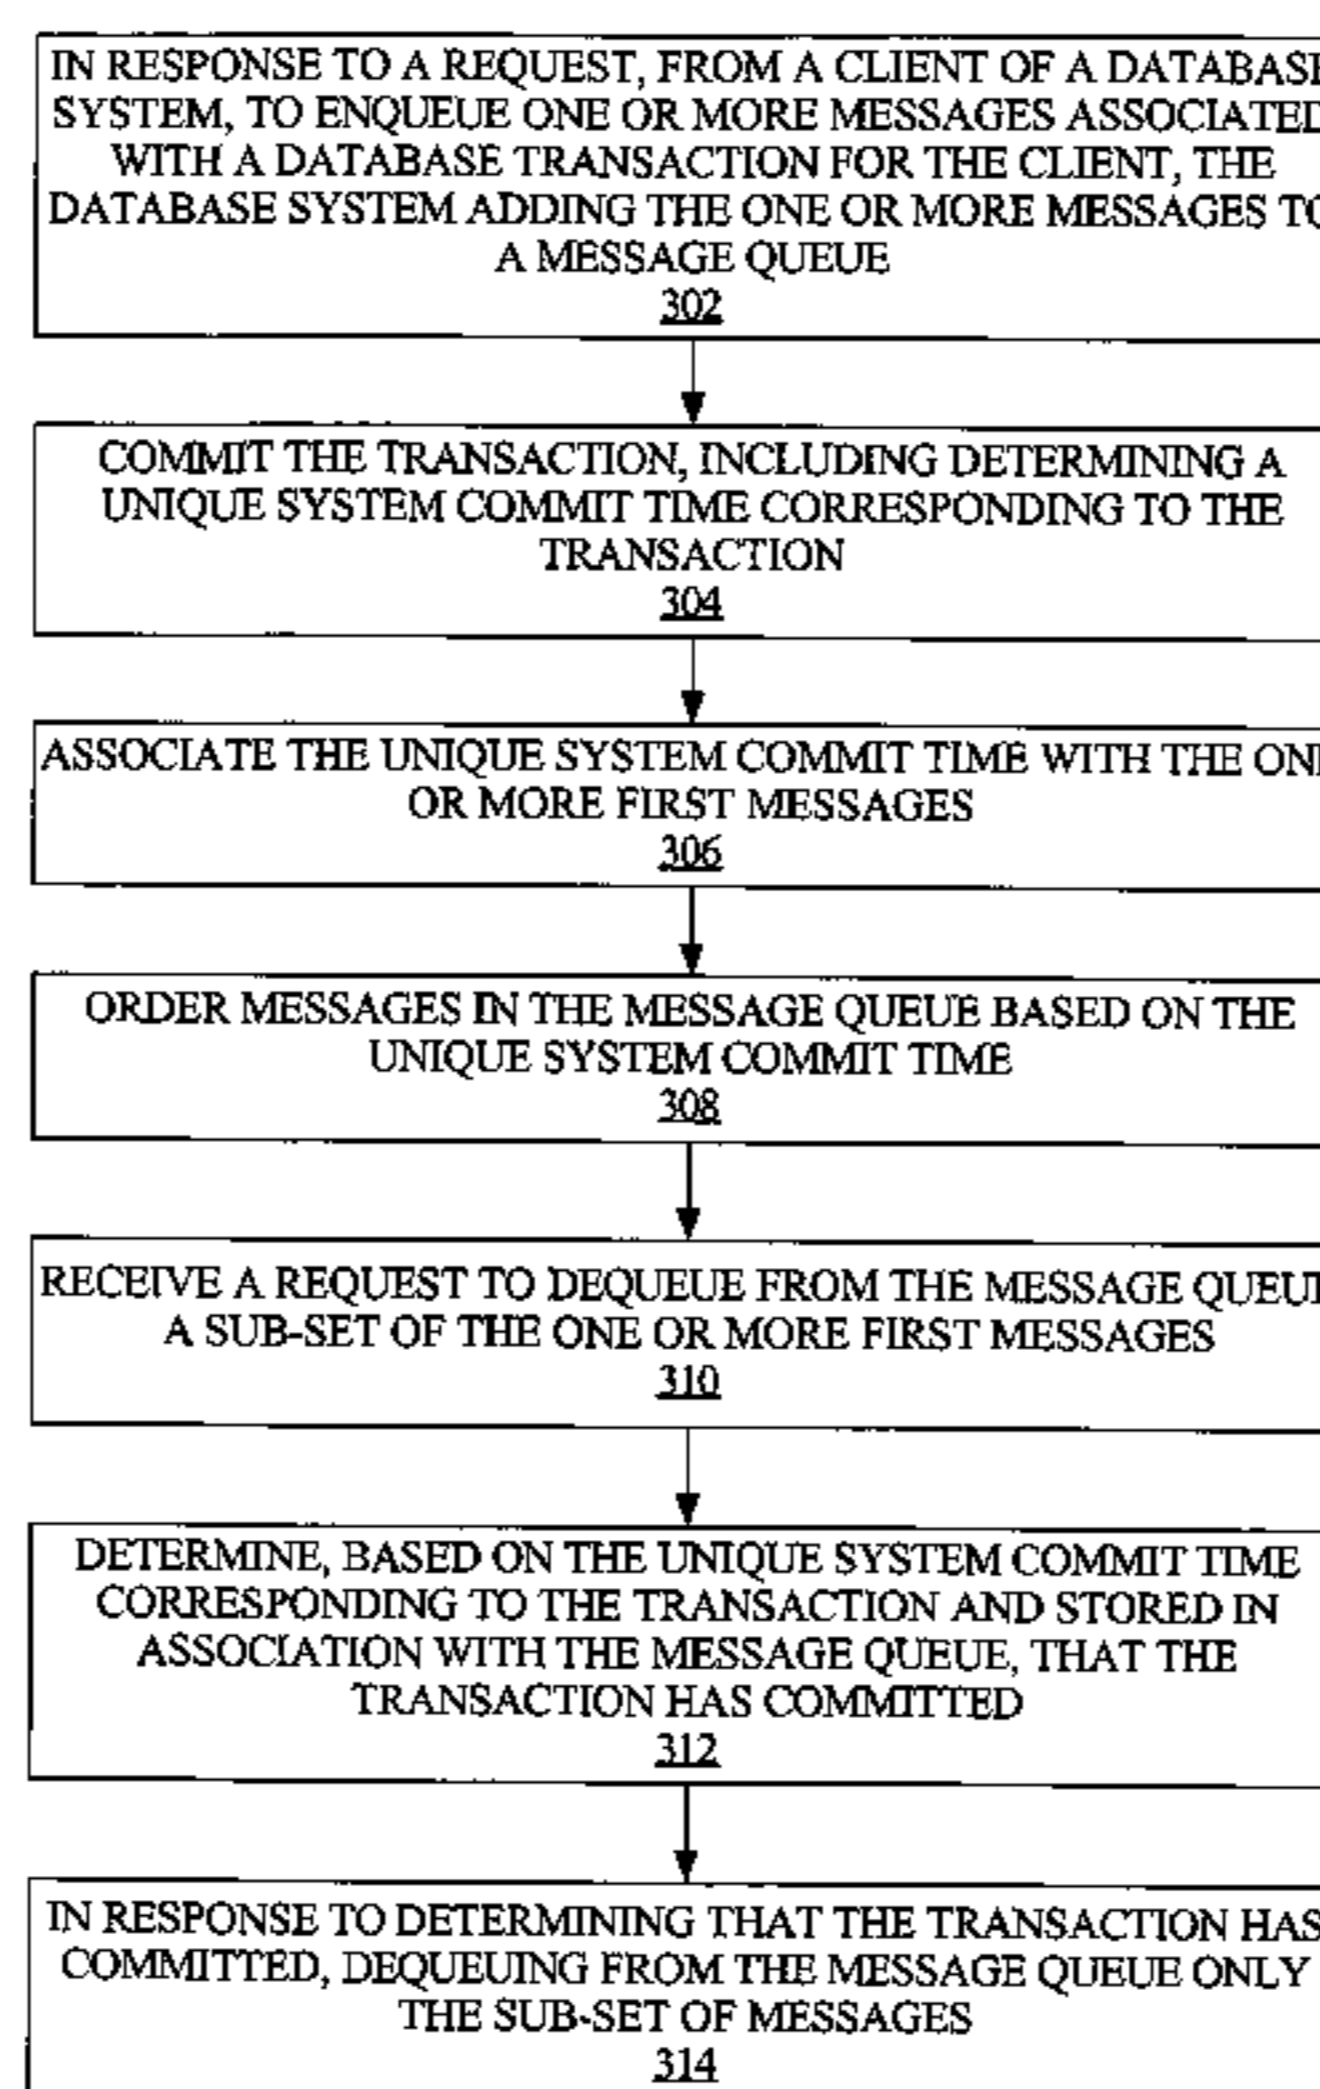 IN RESPONSE TO A REQUEST, FROM A CLIENT OF A DATABASE
SYSTEM, TO ENQUEUE ONE OR MORE MESSAGES ASSOCIATED
WITH A DATABASE TRANSACTION FOR THE CLIENT, THE
DATABASE SYSTEM ADDING THE ONE OR MORE MESSAGES TO
A MESSAGE QUEUE
302
COMMIT THE TRANSACTION, INCLUDING DETERMINING A
UNIQUE SYSTEM COMMIT TIME CORRESPONDING TO THE
TRANSACTION
304
ASSOCIATE THE UNIQUE SYSTEM COMMIT TIME WITH THE ONE
OR MORE FIRST MESSAGES
306
ORDER MESSAGES IN THE MESSAGE QUEUE BASED ON THE
UNIQUE SYSTEM COMMIT TIME
308
RECEIVE A REQUEST TO DEQUEUE FROM THE MESSAGE QUEUE
A SUB-SET OF THE ONE OR MORE FIRST MESSAGES
310
DETERMINE, BASED ON THE UNIQUE SYSTEM COMMIT TIME
CORRESPONDING TO THE TRANSACTION AND STORED IN
ASSOCIATION WITH THE MESSAGE QUEUE, THAT THE
TRANSACTION HAS COMMITTED
312
IN RESPONSE TO DETERMINING THAT THE TRANSACTION HAS
COMMITTED, DEQUEUING FROM THE MESSAGE QUEUE ONLY
THE SUB-SET OF MESSAGES
314